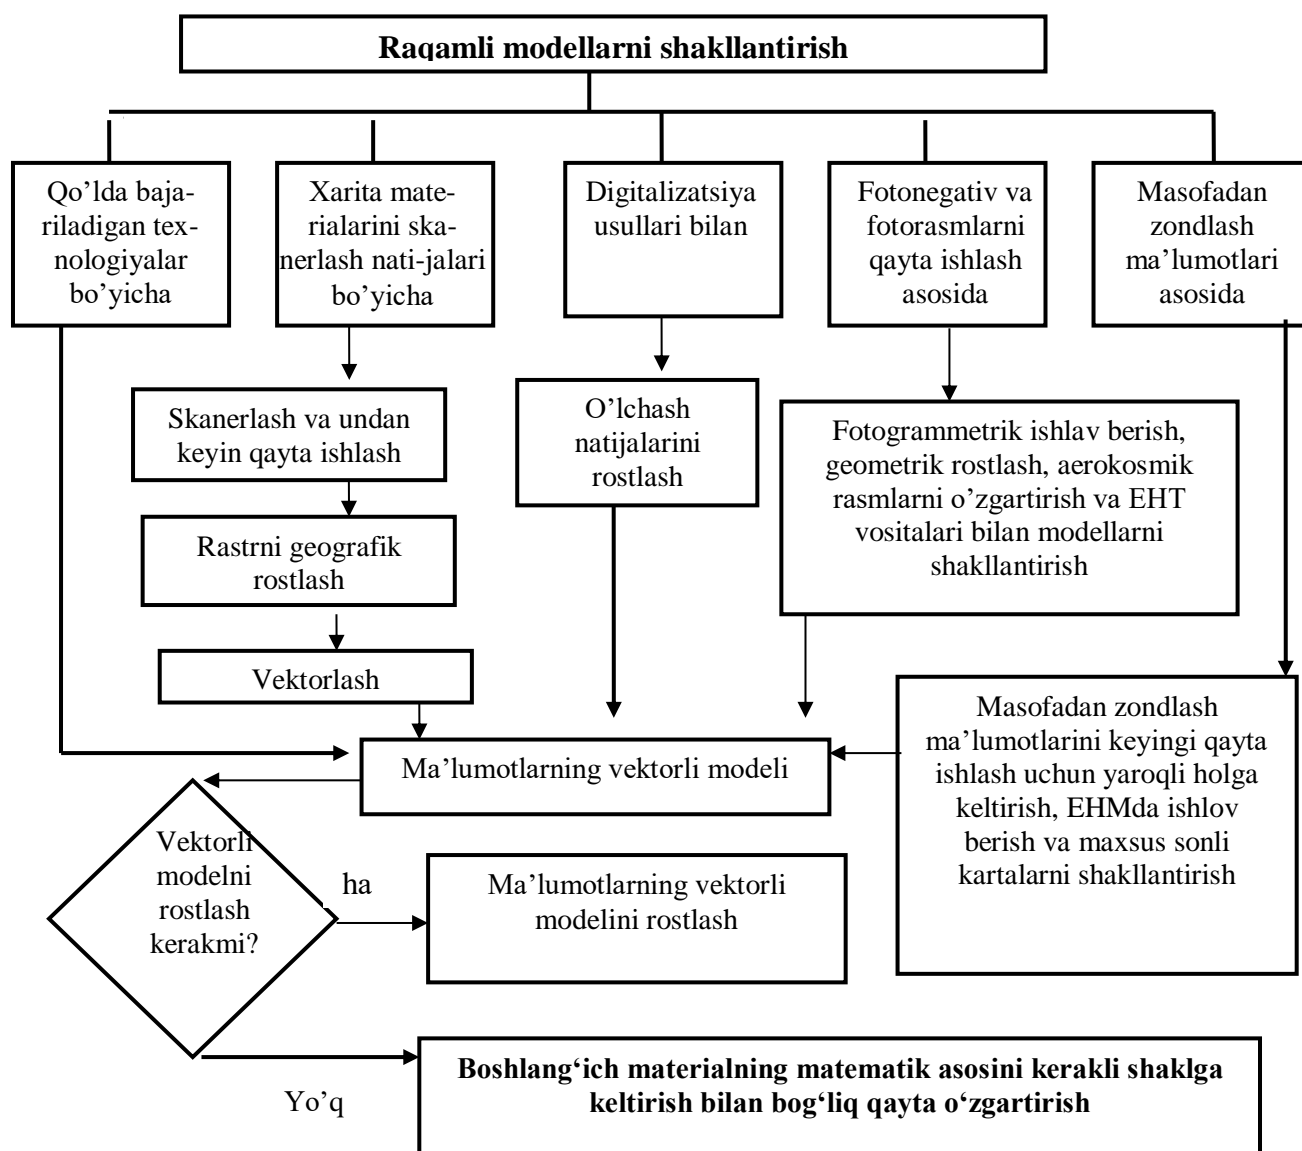 Raqamli modellarni shakllantirish
Qo’lda baja-
riladigan tex-
nologiyalar
bo’yicha
Xarita mate-
rialarini ska-
nerlash nati-jalari
bo’yicha
Digitalizatsiya
usullari bilan
Fotonegativ va
fotorasmlarni
qayta ishlash
asosida
Masofadan
zondlash
ma’lumotlari
asosida
Skanerlash va undan
keyin qayta ishlash
O’lchash
natijalarini
rostlash
Fotogrammetrik ishlav berish,
geometrik rostlash, aerokosmik
rasmlarni o’zgartirish va EHT
vositalari bilan modellarni
shakllantirish
Rastrni geografik
rostlash
Vektorlash
Masofadan zondlash
ma’lumotlarini keyingi qayta
ishlash uchun yaroqli holga
keltirish, EHMda ishlov
berish va maxsus sonli
kartalarni shakllantirish
Ma’lumotlarning vektorli modeli
Vektorli
modelni
rostlash
kerakmi?
ha
Ma’lumotlarning vektorli
modelini rostlash
Yo’q
Boshlang‘ich materialning matematik asosini kerakli shaklga
keltirish bilan bog‘liq qayta o‘zgartirish